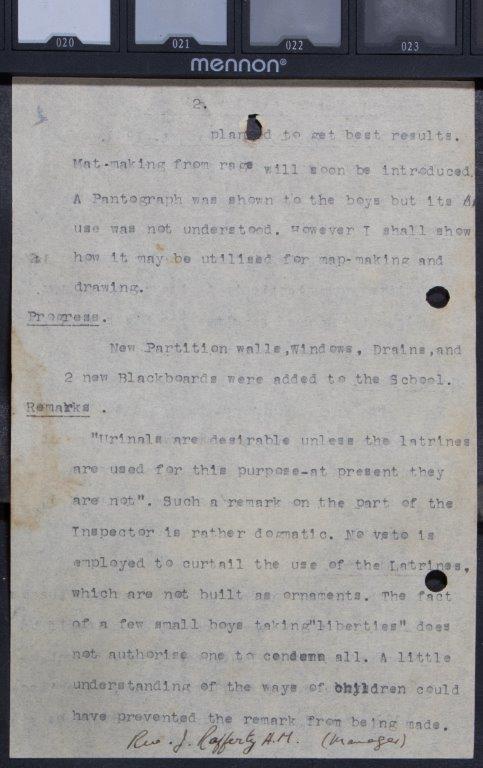 020 021 022 023
mennon®
2.
planned to get best results.
Mat-making from rags will soon be introduced.
A Pantograph was shown to the boys but its
use was not understood. However I shall show
how it may be utilised for map-making and
drawing.
Progress.
New Partition walls,Windows, Drains,and
2 new Blackboards were added to the School.
Remarks .
"Urinals are desirable unless the latrines
are used for this purpose-at present they
are not". Such a remark on the part of the
Inspector is rather dogmatic. No veto is
employed to curtail the use of the Latrines,
which are not built as ornaments. The fact
of a few small boys taking"liberties" does
not authorise one to condemn all. A little
understanding of the ways of children could
have prevented the remark from being made.
Rev. J. Rafferty A.M. (Manager)